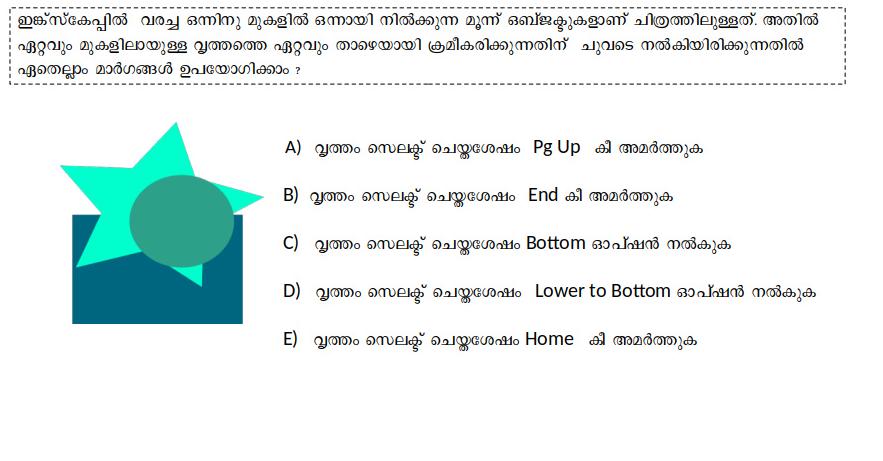 ഇങ്ക്സ്കേപ്പിൽ വരച്ച ഒന്നിനു മുകളിൽ ഒന്നായി നിൽക്കുന്ന മൂന്ന് ഒബ്ജക്ടുകളാണ് ചിത്രത്തിലുള്ളത്. അതിൽ
ഏറ്റവും മുകളിലായുള്ള വൃത്തത്തെ ഏറ്റവും താഴെയായി ക്രമീകരിക്കുന്നതിന് ചുവടെ നൽകിയിരിക്കുന്നതിൽ
ഏതെല്ലാം മാർഗങ്ങൾ ഉപയോഗിക്കാം ?
A) വൃത്തം സെലക്ട് ചെയ്തശേഷം Pg Up കീ അമർത്തുക
B) വൃത്തം സെലക്ട് ചെയ്തശേഷം End കീ അമർത്തുക
C) വൃത്തം സെലക്ട് ചെയ്തശേഷം Bottom ഓപ്ഷൻ നൽകുക
D) വൃത്തം സെലക്ട് ചെയ്തശേഷം Lower to Bottom ഓപ്ഷൻ നൽകുക
E) വൃത്തം സെലക്ട് ചെയ്തശേഷം Home കീ അമർത്തുക